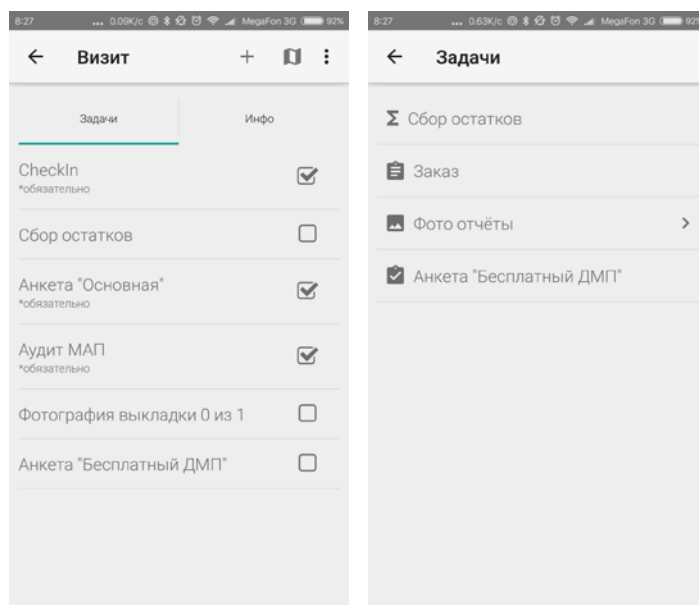 8:27 ... 0.09K/c MegaFon 3G 92%
Визит
Задачи Инфо
CheckIn
*обязательно
Сбор остатков
Анкета "Основная"
*обязательно
Аудит МАП
*обязательно
Фотография выкладки 0 из 1
Анкета "Бесплатный ДМП"
8:27 ... 0.63K/c MegaFon 3G 92%
Задачи
Σ Сбор остатков
Заказ
Фото отчёты
Анкета "Бесплатный ДМП"